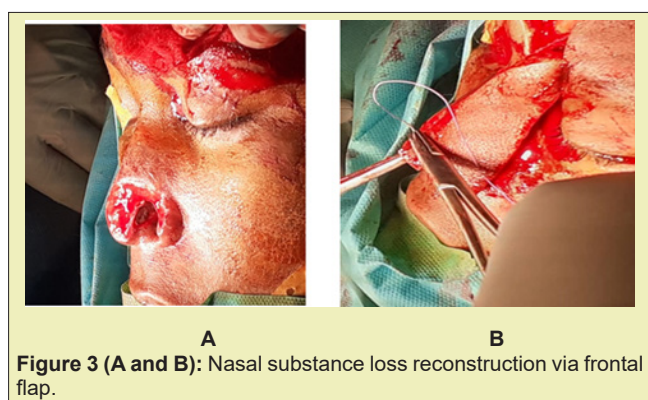 A
B
Figure 3 (A and B): Nasal substance loss reconstruction via frontal
flap.